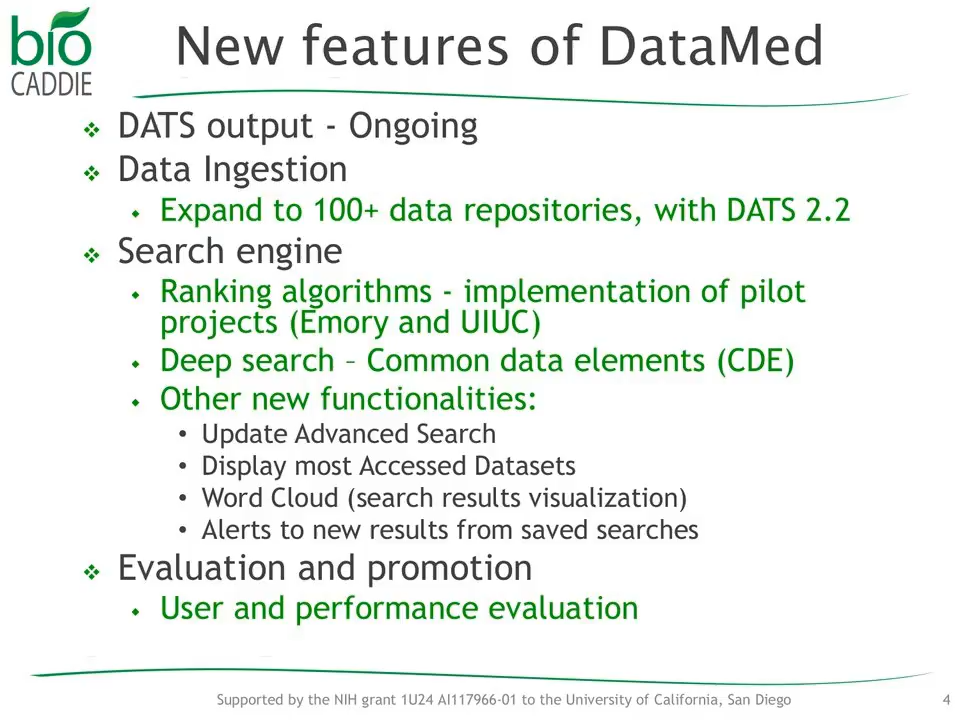 bio
CADDIE
New features of DataMed
DATS output - Ongoing
Data Ingestion
Expand to 100+ data repositories, with DATS 2.2
Search engine
Ranking algorithms - implementation of pilot
projects (Emory and UIUC)
Deep search – Common data elements (CDE)
Other new functionalities:
• Update Advanced Search
• Display most Accessed Datasets
• Word Cloud (search results visualization)
• Alerts to new results from saved searches
Evaluation and promotion
User and performance evaluation
Supported by the NIH grant 1U24 AI117966-01 to the University of California, San Diego
4